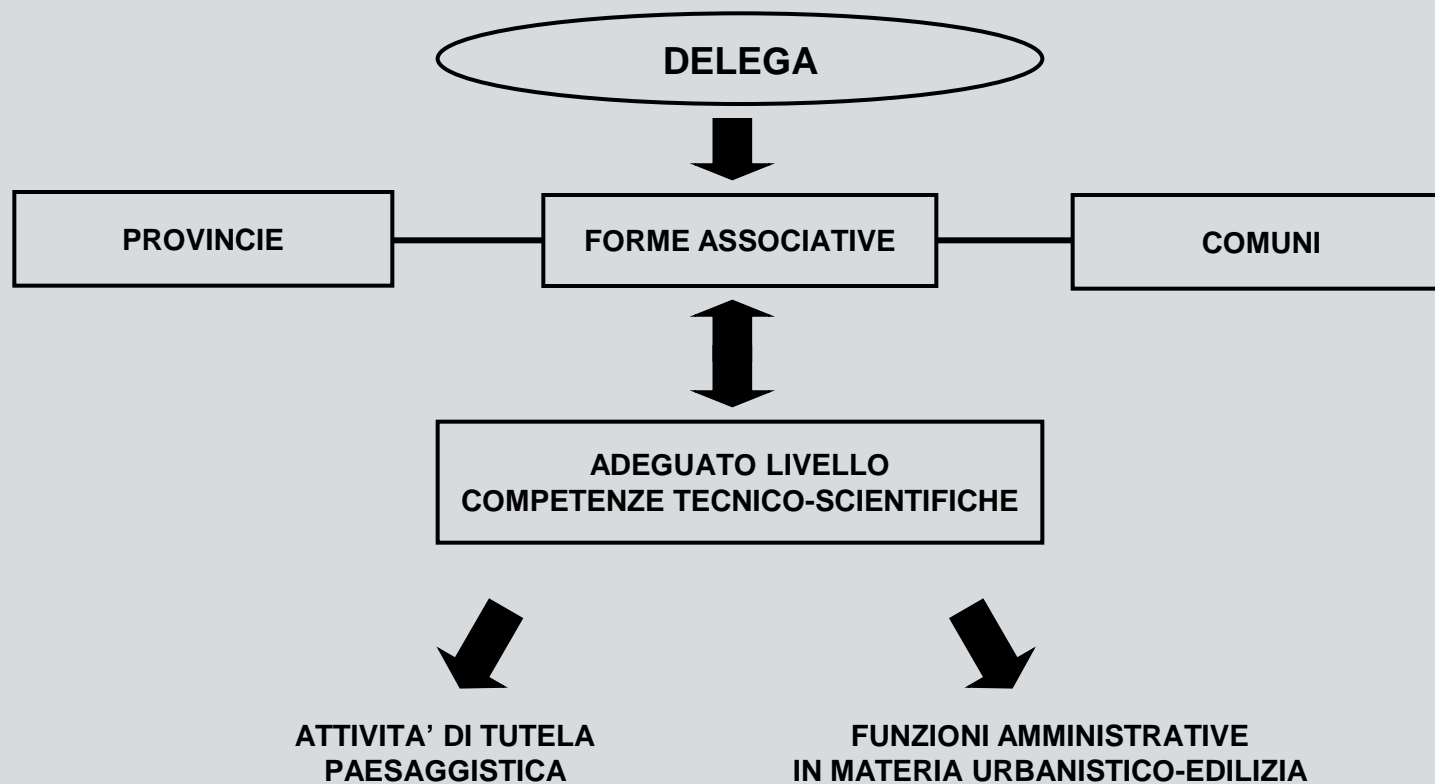 DELEGA
PROVINCIE
FORME ASSOCIATIVE
COMUNI
ADEGUATO LIVELLO
COMPETENZE TECNICO-SCIENTIFICHE
ATTIVITA’ DI TUTELA
PAESAGGISTICA
FUNZIONI AMMINISTRATIVE
IN MATERIA URBANISTICO-EDILIZIA